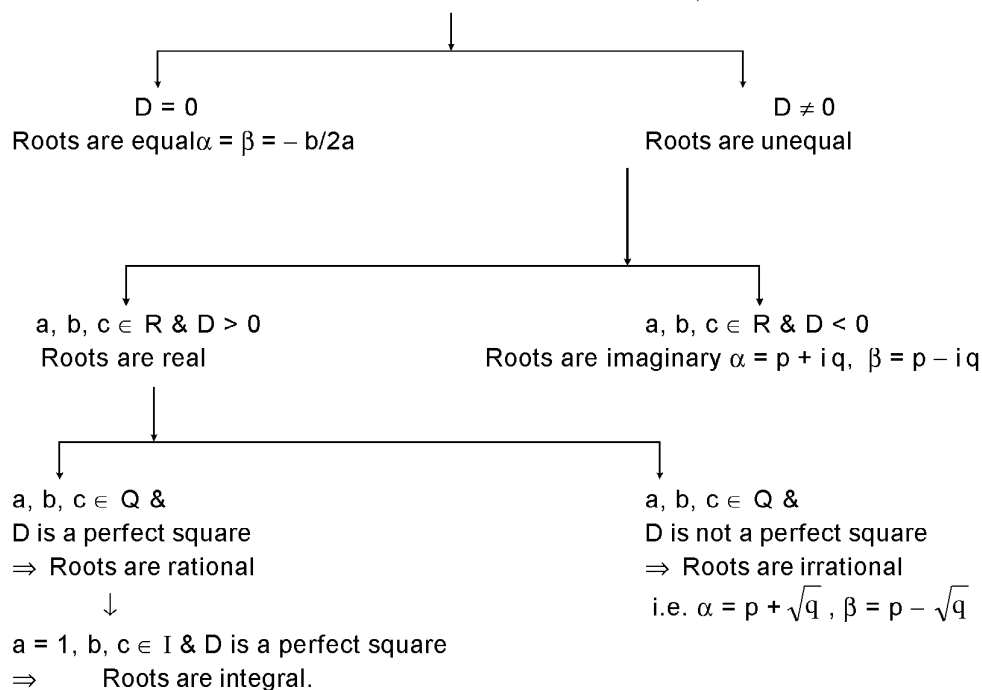 D = 0
D ≠ 0
Roots are equalα = β = – b/2a
Roots are unequal
a, b, c ∈ R & D > 0
a, b, c ∈ R & D < 0
Roots are real
Roots are imaginary α = p + i q, β = p – i q
a, b, c ∈ Q &
D is a perfect square
⇒ Roots are rational
↓
a = 1, b, c ∈ I & D is a perfect square
⇒ Roots are integral.
a, b, c ∈ Q &
D is not a perfect square
⇒ Roots are irrational
i.e. α = p + √q , β = p – √q